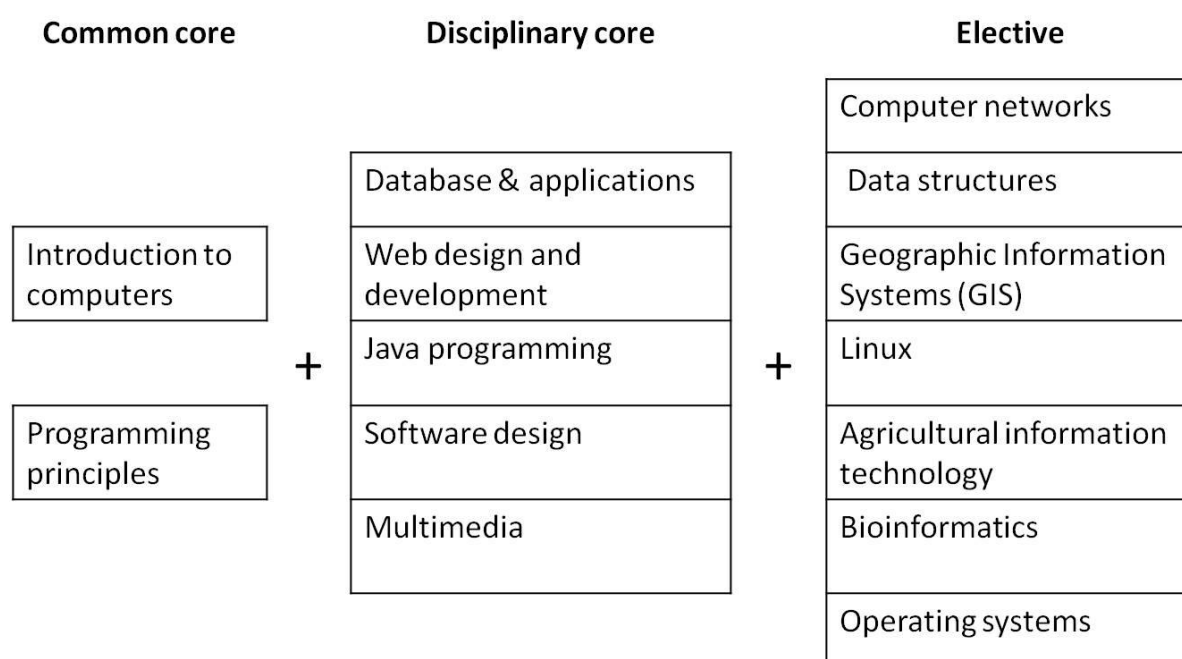 Common core
Disciplinary core
Elective
Introduction to
computers
Programming
principles
+
Database & applications
Web design and
development
Java programming
Software design
Multimedia
+
Computer networks
Data structures
Geographic Information
Systems (GIS)
Linux
Agricultural information
technology
Bioinformatics
Operating systems